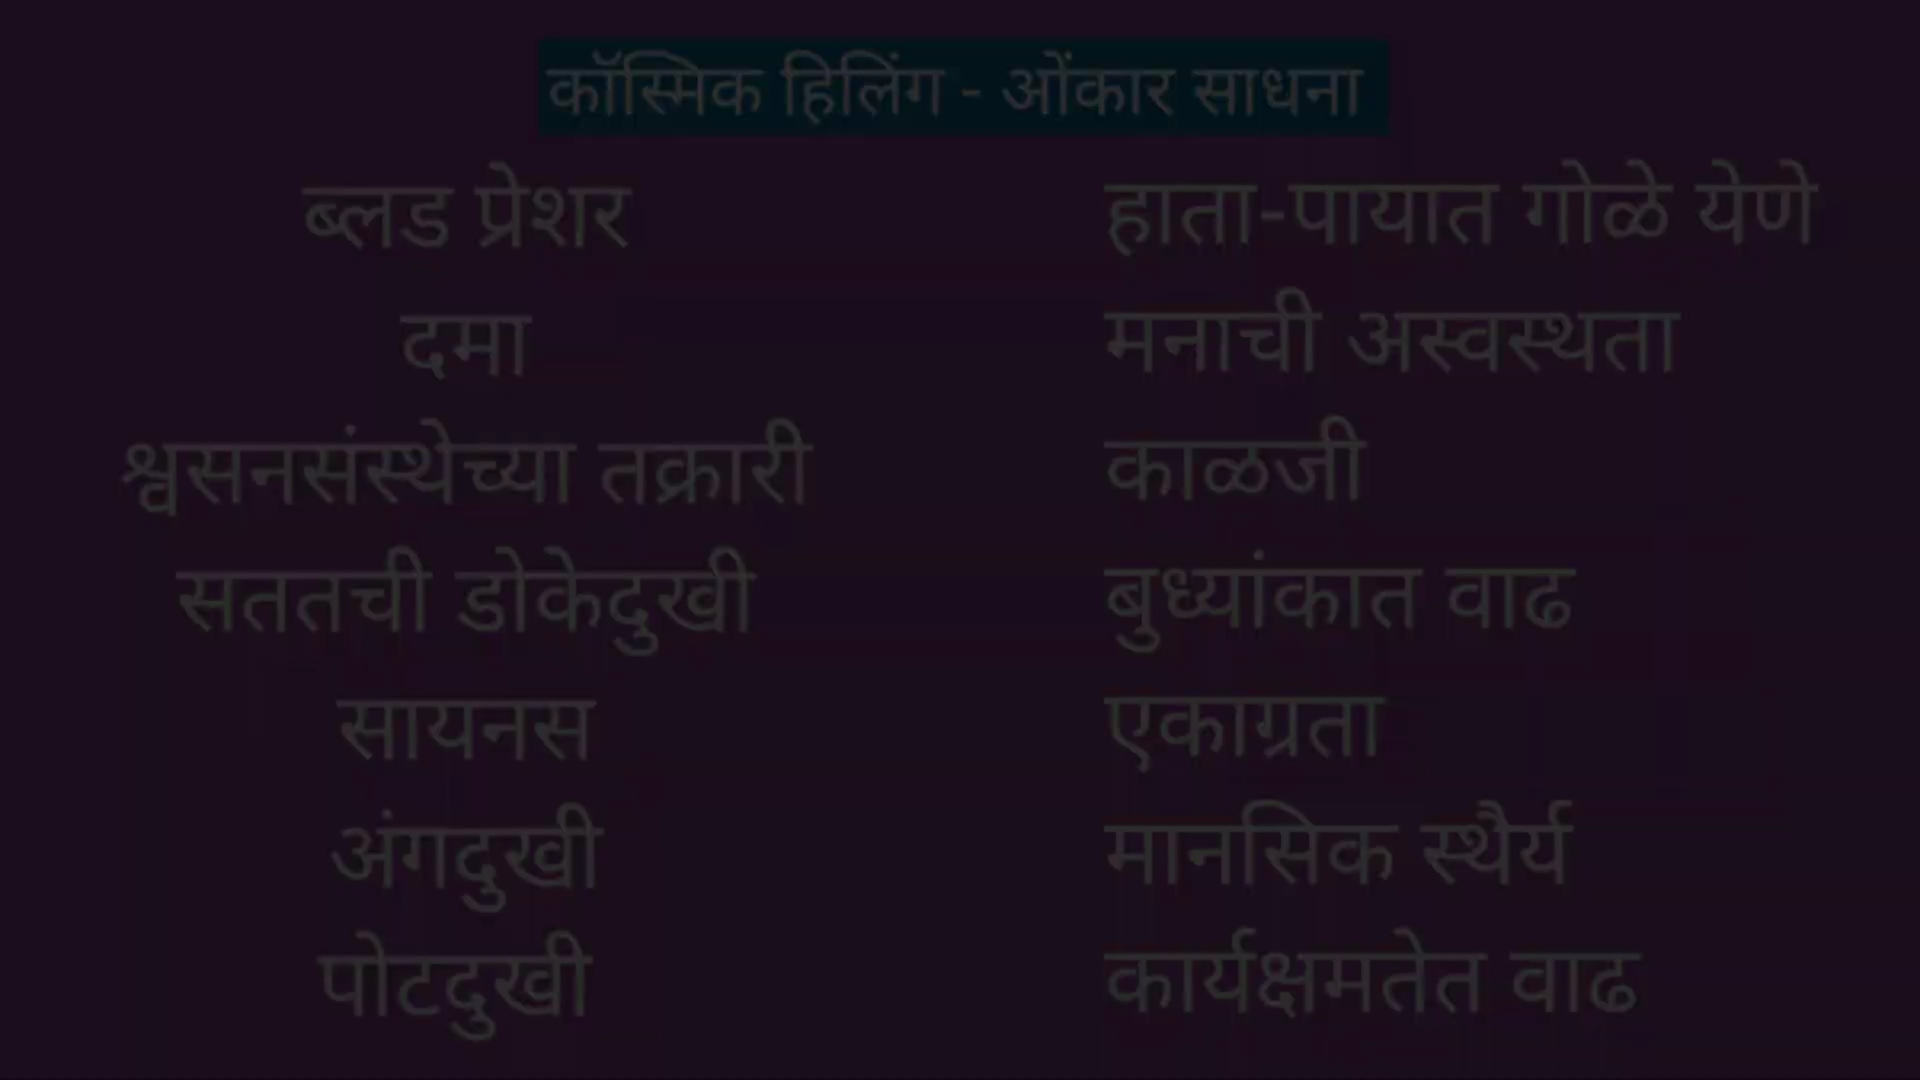 कॉस्मिक हिलिंग - ओंकार साधना
ब्लड प्रेशर
दमा
श्वसनसंस्थेच्या तक्रारी
सततची डोकेदुखी
सायनस
अंगदुखी
पोटदुखी
हाता-पायात गोळे येणे
मनाची अस्वस्थता
काळजी
बुध्यांकात वाढ
एकाग्रता
मानसिक स्थैर्य
कार्यक्षमतेत वाढ